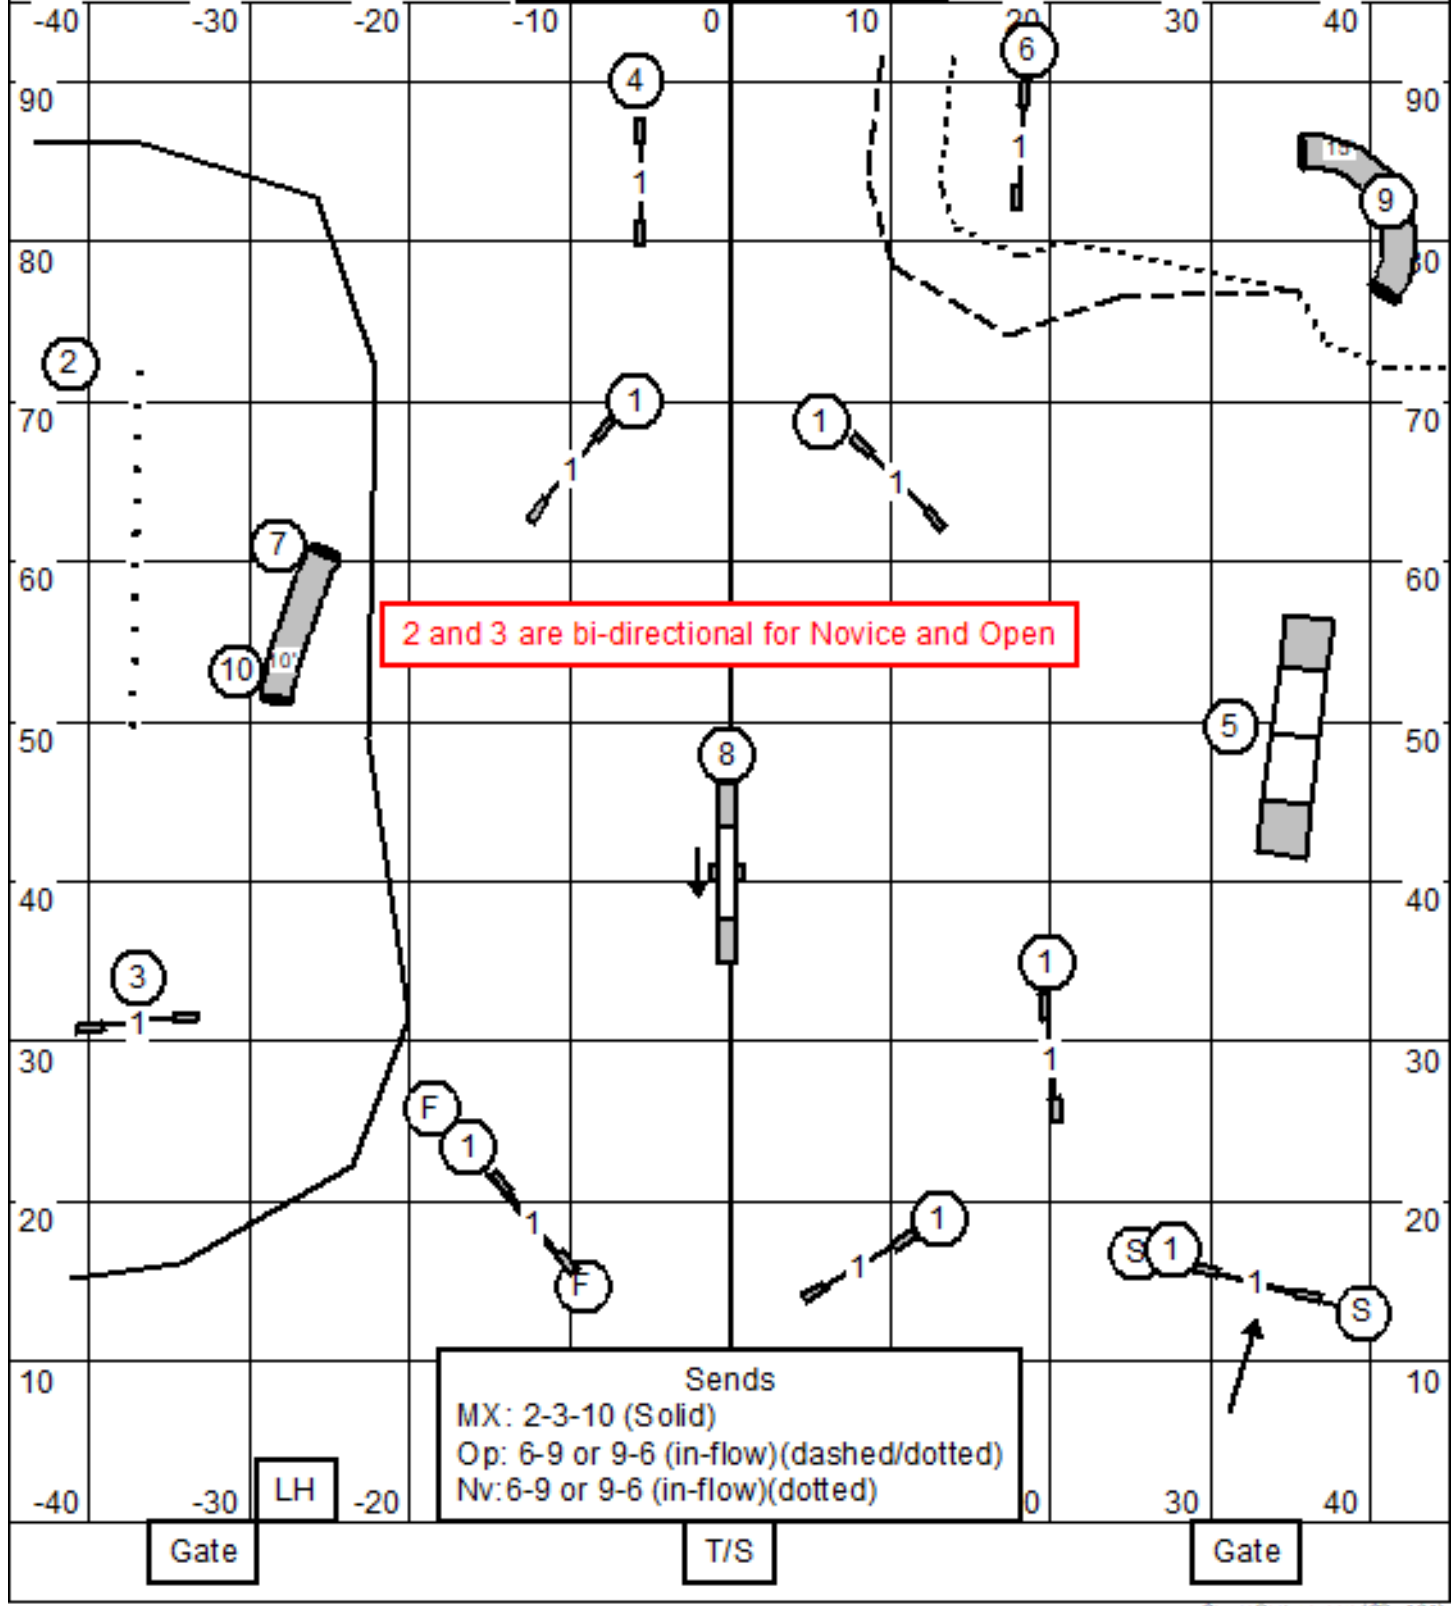 -40 -30 -20 -10 0 10 20 30 40
6
4
90 90
1 15
1
9
80 80
2
1 1
70 70
1 1
7
60 60
2 and 3 are bi-directional for Novice and Open
10 10'
5
50 50
8
40 40
1
3
1
30 1 30
F
1
1
20 1 20
S 1
1 1
F S
Sends
10 10
MX: 2-3-10 (Solid)
Op: 6-9 or 9-6 (in-flow)(dashed/dotted)
Nv:6-9 or 9-6 (in-flow)(dotted)
-40 -30 LH -20 0 30 40
Gate T/S Gate